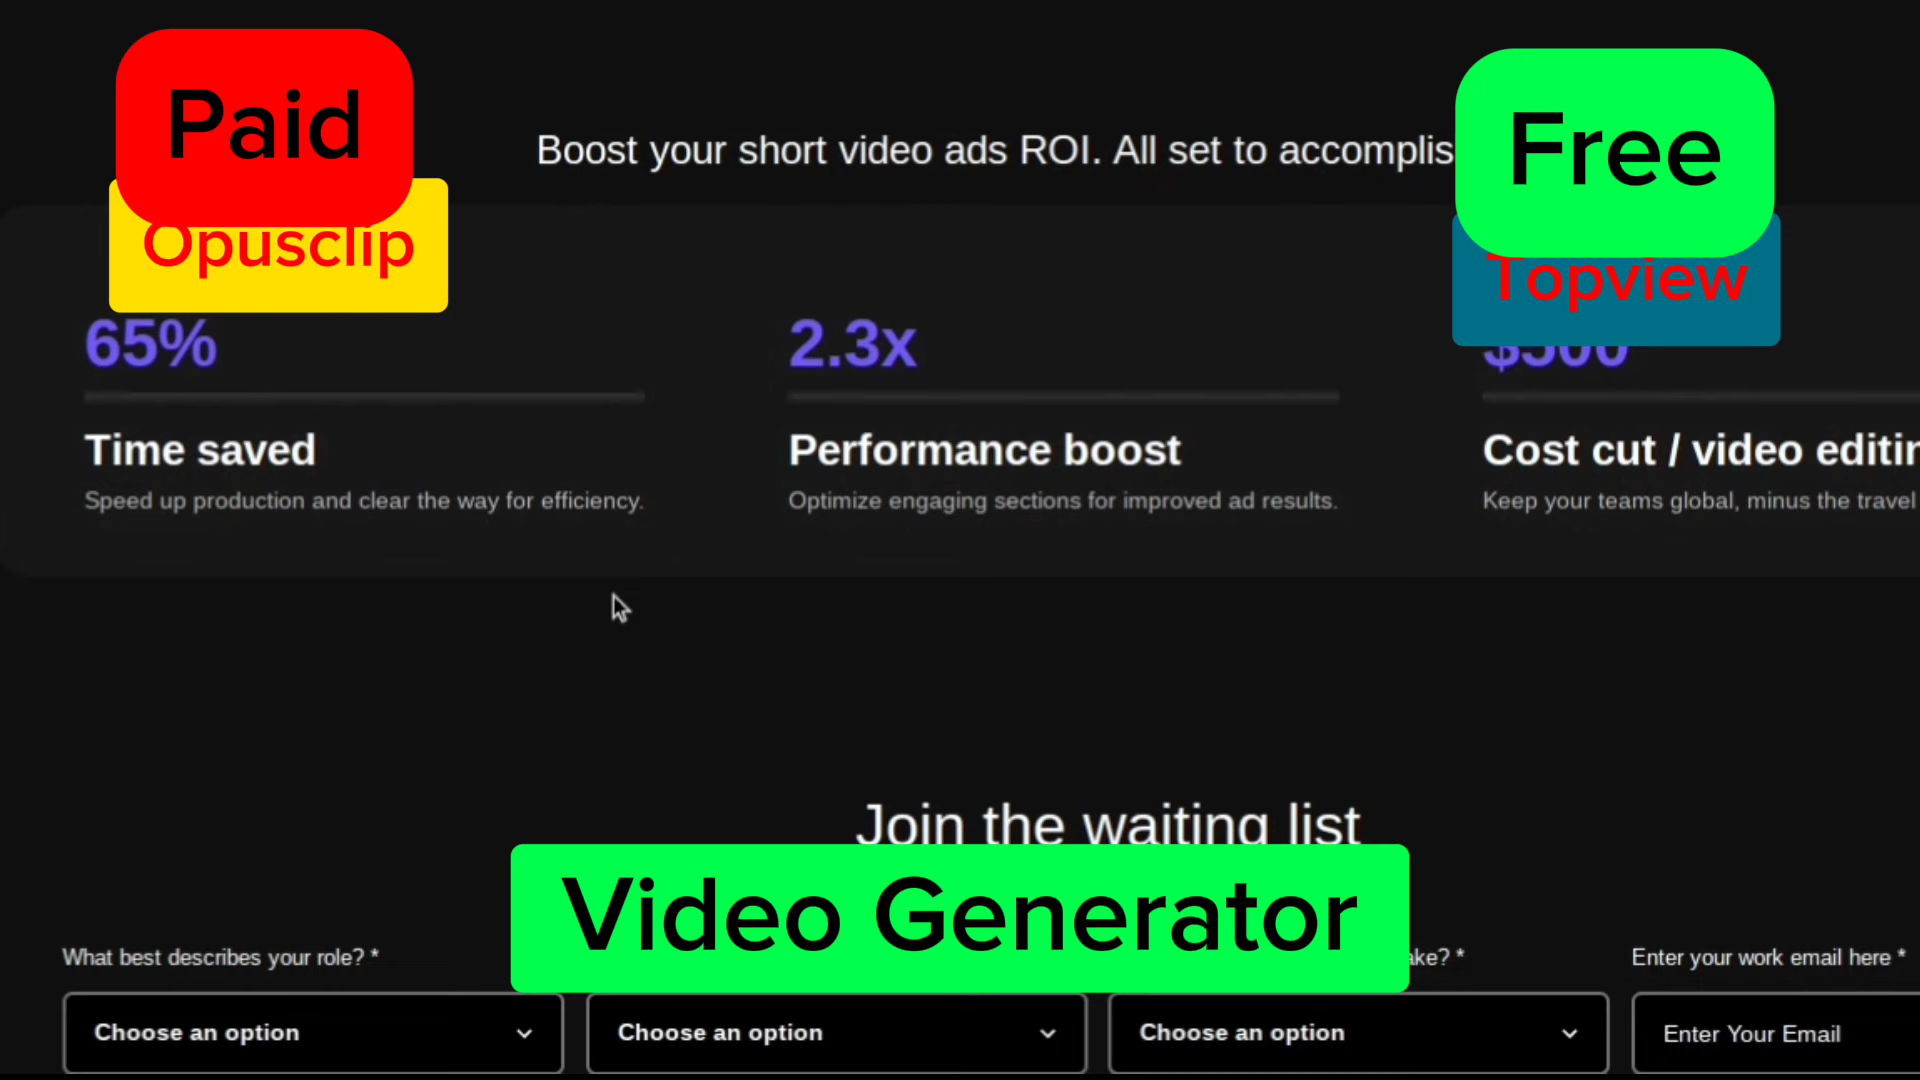 Paid
Free
Boost your short video ads ROI. All set to accomplis
Opusclip
Topview
65%
2.3x
$500
Time saved
Performance boost
Cost cut / video editin
Speed up production and clear the way for efficiency.
Optimize engaging sections for improved ad results.
Keep your teams global, minus the travel
Join the waiting list
Video Generator
What best describes your role? *
ake? *
Enter your work email here *
Choose an option
Choose an option
Choose an option
Enter Your Email